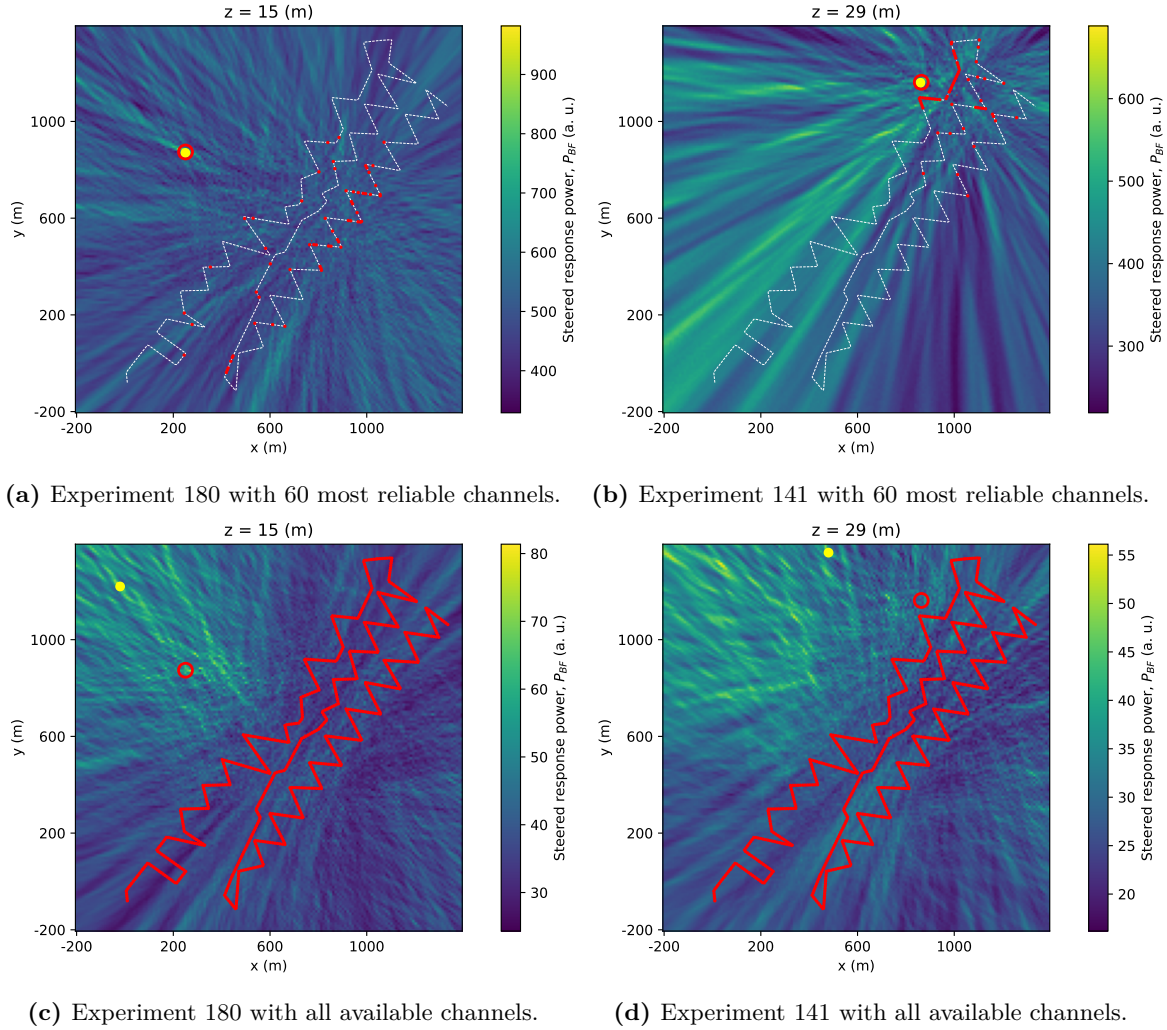 z = 15 (m)
1000
600
200
-200
-200
200
600
1000
x (m)
y (m)
900
800
700
600
500
400
Steered response power, P_BF (a. u.)
z = 29 (m)
1000
600
200
-200
-200
200
600
1000
x (m)
y (m)
600
500
400
300
Steered response power, P_BF (a. u.)
(a) Experiment 180 with 60 most reliable channels.
(b) Experiment 141 with 60 most reliable channels.
z = 15 (m)
1000
600
200
-200
-200
200
600
1000
x (m)
y (m)
80
70
60
50
40
30
Steered response power, P_BF (a. u.)
z = 29 (m)
1000
600
200
-200
-200
200
600
1000
x (m)
y (m)
55
50
45
40
35
30
25
20
Steered response power, P_BF (a. u.)
(c) Experiment 180 with all available channels.
(d) Experiment 141 with all available channels.